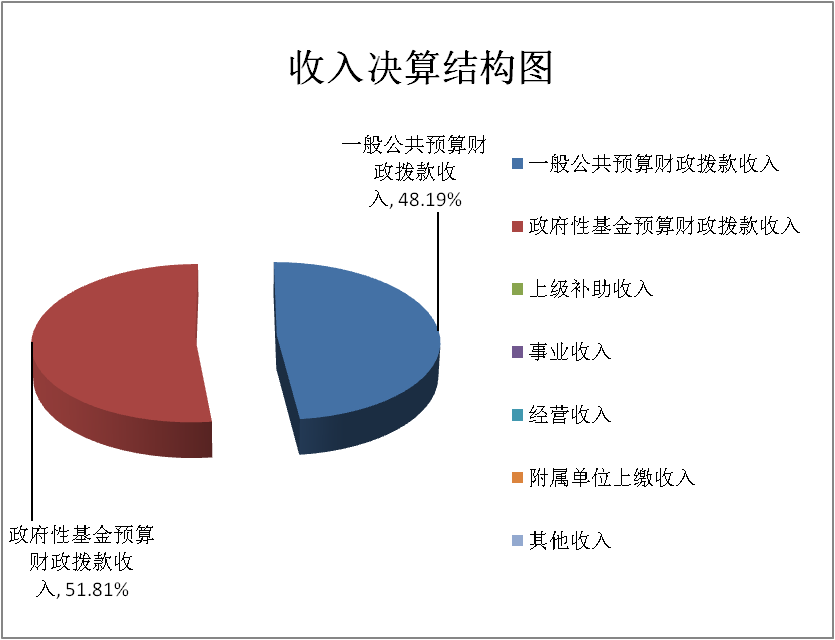 收入决算结构图
一般公共预算财
政拨款收
入, 48.19%
一般公共预算财政拨款收入
政府性基金预算财政拨款收入
上级补助收入
事业收入
经营收入
附属单位上缴收入
其他收入
政府性基金预算
财政拨款收
入, 51.81%